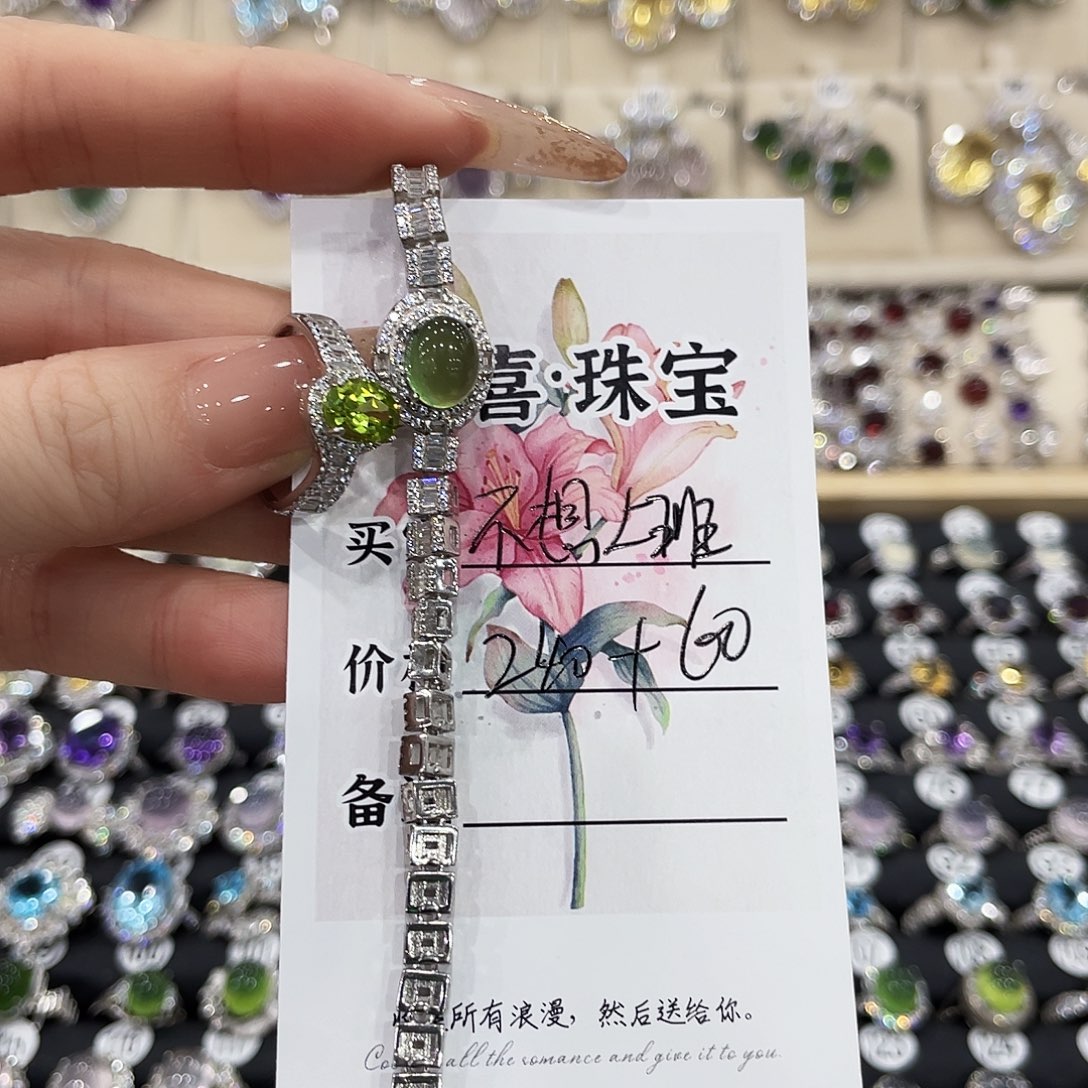 喜·珠宝
买 不想上班
价 240+60
备
所有浪漫，然后送给你。
all the romance and give it to you.